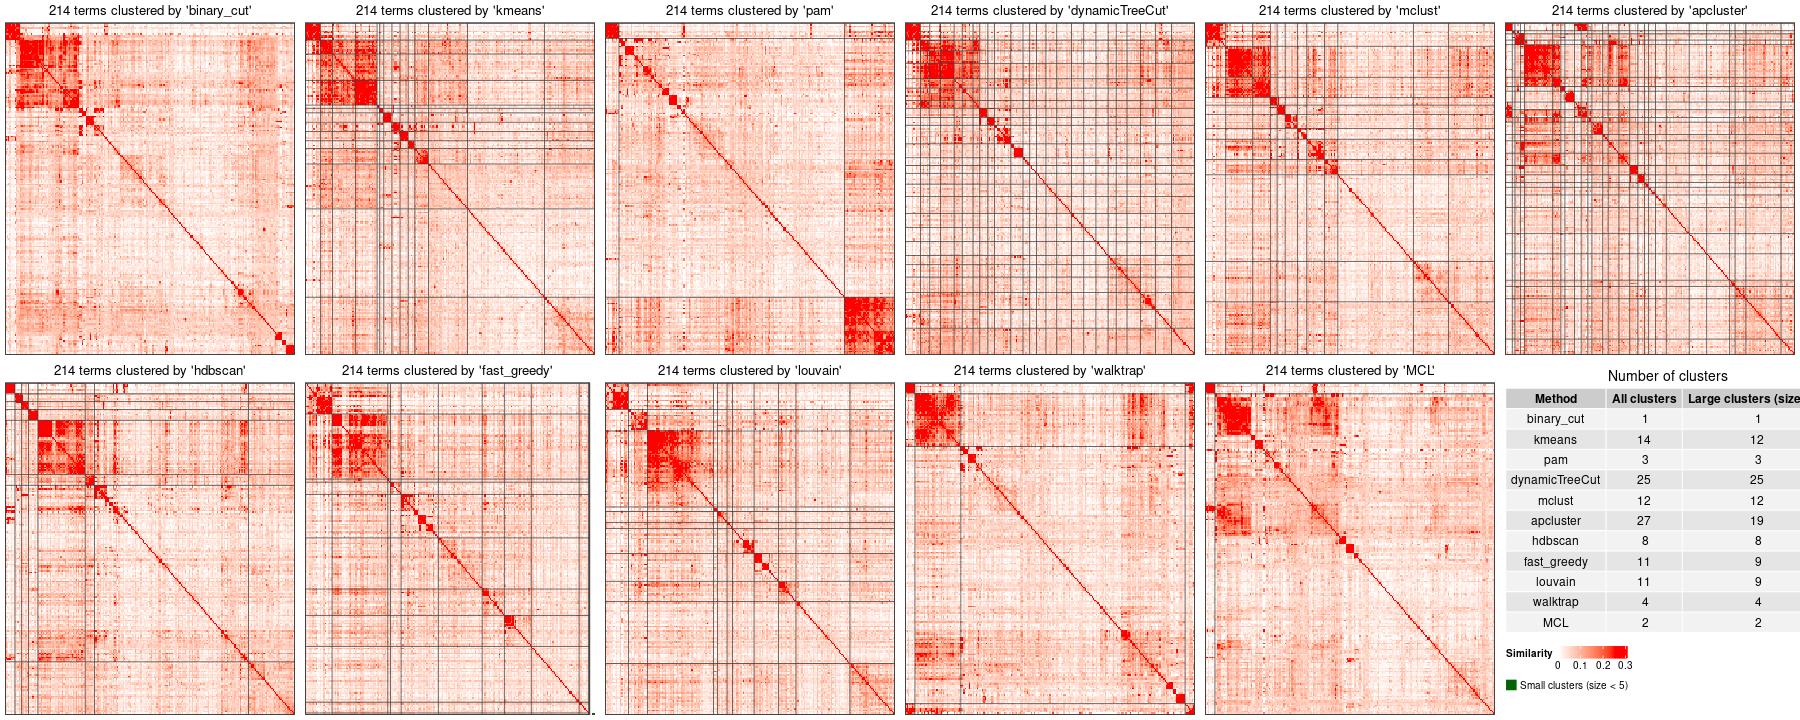 214 terms clustered by 'binary_cut'
214 terms clustered by 'kmeans'
214 terms clustered by 'pam'
214 terms clustered by 'dynamicTreeCut'
214 terms clustered by 'mclust'
214 terms clustered by 'apcluster'
214 terms clustered by 'hdbscan'
214 terms clustered by 'fast_greedy'
214 terms clustered by 'louvain'
214 terms clustered by 'walktrap'
214 terms clustered by 'MCL'
Number of clusters
Method All clusters Large clusters (size
binary_cut 1 1
kmeans 14 12
pam 3 3
dynamicTreeCut 25 25
mclust 12 12
apcluster 27 19
hdbscan 8 8
fast_greedy 11 9
louvain 11 9
walktrap 4 4
MCL 2 2
Similarity
0 0.1 0.2 0.3
Small clusters (size < 5)